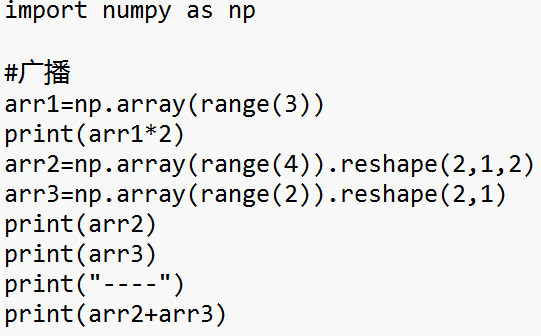 import numpy as np
#广播
arr1=np.array(range(3))
print(arr1*2)
arr2=np.array(range(4)).reshape(2,1,2)
arr3=np.array(range(2)).reshape(2,1)
print(arr2)
print(arr3)
print("----")
print(arr2+arr3)